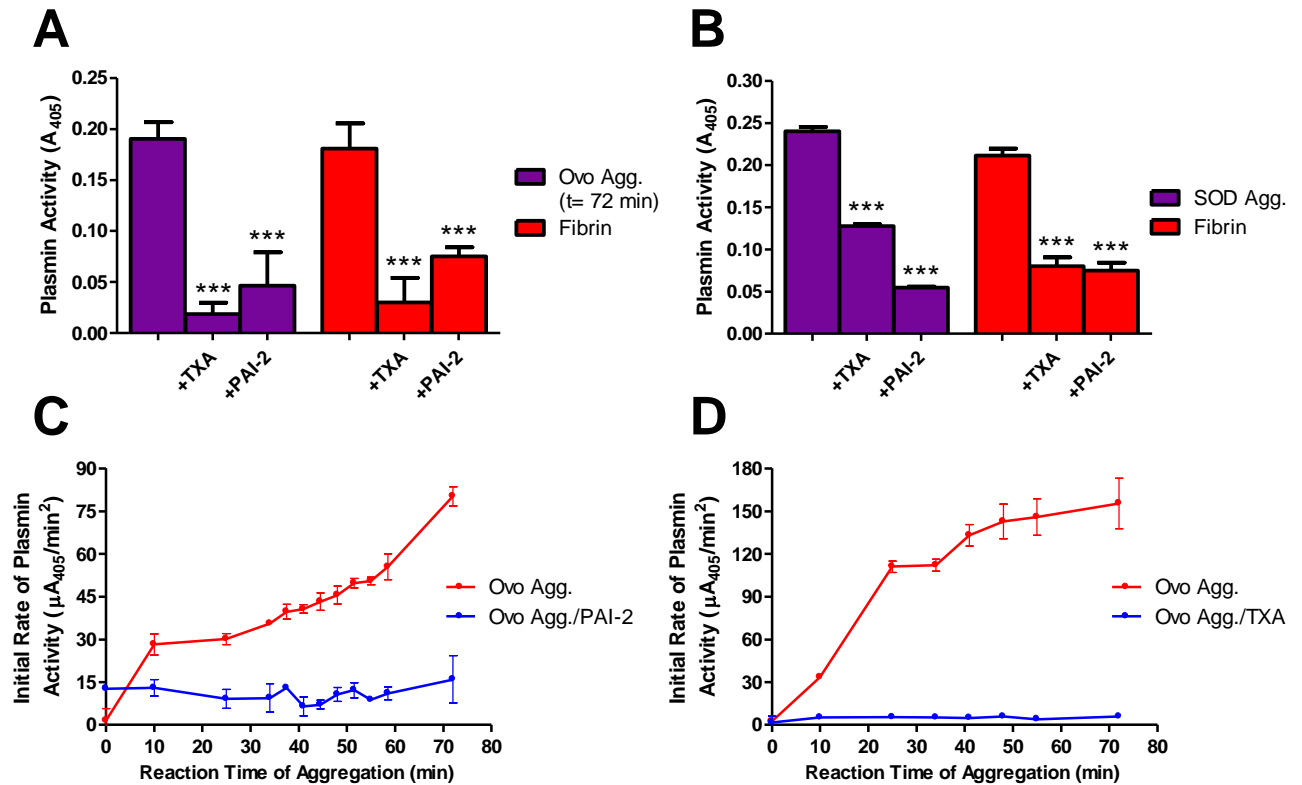 A
Plasmin Activity (A405)
0.25
0.20
0.15
0.10
0.05
0.00
***
***
***
***
+TXA
+PAI-2
+TXA
+PAI-2
Ovo Agg.
(t= 72 min)
Fibrin
B
Plasmin Activity (A405)
0.30
0.25
0.20
0.15
0.10
0.05
0.00
***
***
***
***
+TXA
+PAI-2
+TXA
+PAI-2
SOD Agg.
Fibrin
C
Initial Rate of Plasmin
Activity (μA405/min2)
90
75
60
45
30
15
0
0 10 20 30 40 50 60 70 80
Reaction Time of Aggregation (min)
Ovo Agg.
Ovo Agg./PAI-2
D
Initial Rate of Plasmin
Activity (μA405/min2)
180
150
120
90
60
30
0
0 10 20 30 40 50 60 70 80
Reaction Time of Aggregation (min)
Ovo Agg.
Ovo Agg./TXA